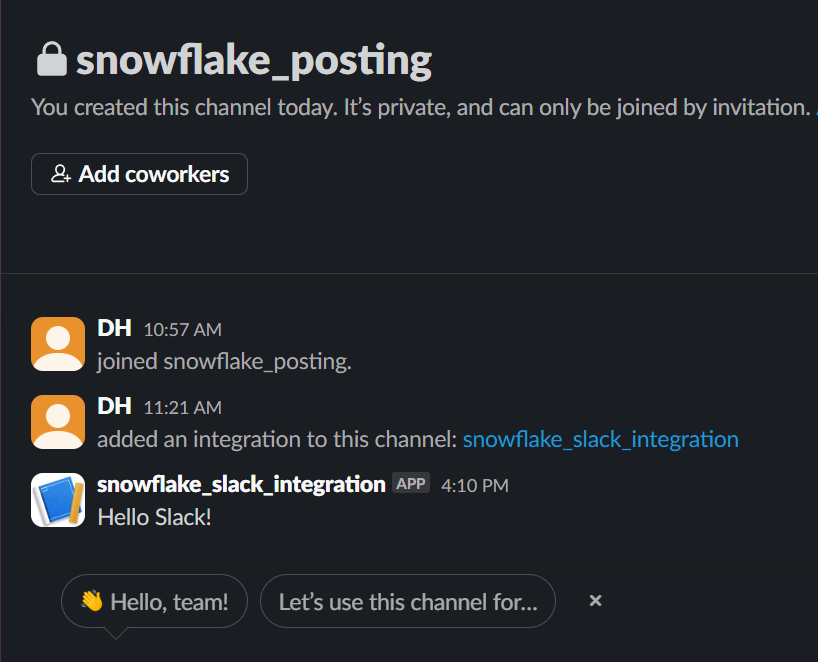 snowflake_posting
You created this channel today. It’s private, and can only be joined by invitation.
Add coworkers
DH 10:57 AM
joined snowflake_posting.
DH 11:21 AM
added an integration to this channel: snowflake_slack_integration
snowflake_slack_integration APP 4:10 PM
Hello Slack!
👋 Hello, team! Let’s use this channel for...